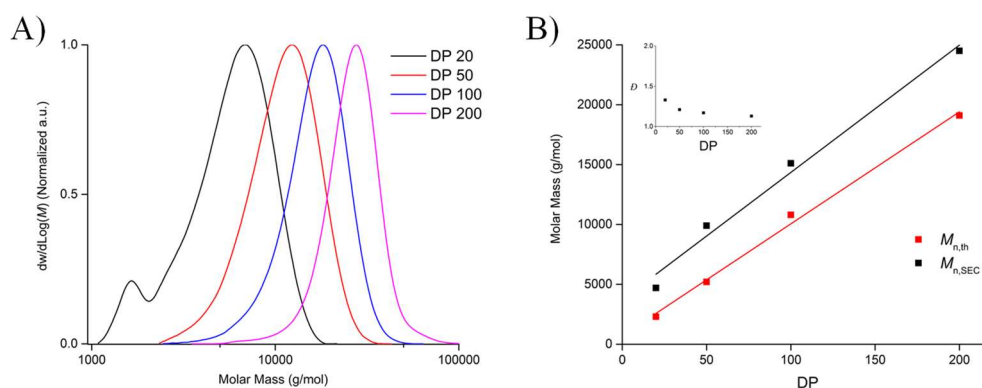 A)
1.0
0.5
0.0
dw/dLog(M) (Normalized a.u.)
1000
10000
100000
Molar Mass (g/mol)
DP 20
DP 50
DP 100
DP 200
B)
25000
20000
15000
10000
5000
0
Molar Mass (g/mol)
0
50
100
150
200
DP
2.0
1.5
1.0
Đ
0
50
100
150
200
DP
Mn,th
Mn,SEC